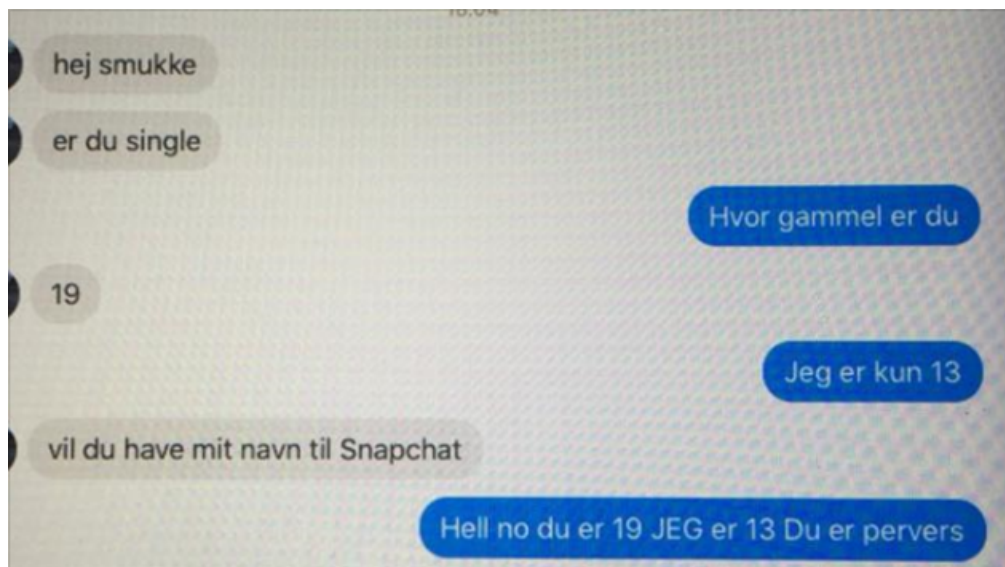 hej smukke
er du single
Hvor gammel er du
19
Jeg er kun 13
vil du have mit navn til Snapchat
Hell no du er 19 JEG er 13 Du er pervers